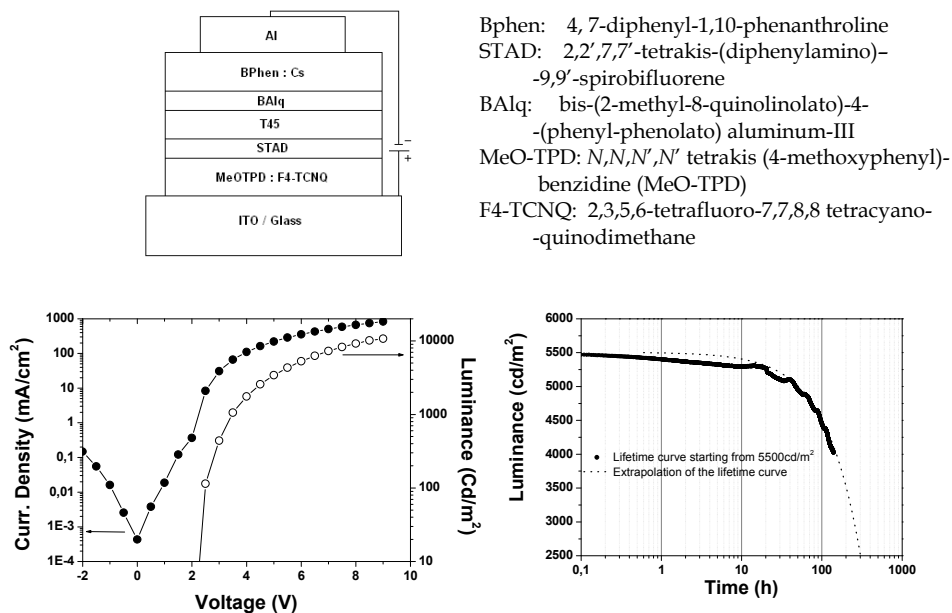 Al
BPhen : Cs
BAlq
T45
STAD
MeOTPD : F4-TCNQ
ITO / Glass
−
+
Bphen: 4, 7-diphenyl-1,10-phenanthroline
STAD: 2,2′,7,7′-tetrakis-(diphenylamino)–
-9,9′-spirobifluorene
BAlq: bis-(2-methyl-8-quinolinolato)-4-
-(phenyl-phenolato) aluminum-III
MeO-TPD: N,N,N′,N′ tetrakis (4-methoxyphenyl)-
benzidine (MeO-TPD)
F4-TCNQ: 2,3,5,6-tetrafluoro-7,7,8,8 tetracyano-
-quinodimethane
Curr. Density (mA/cm²)
1000
100
10
1
0,1
0,01
1E-3
1E-4
-2
0
2
4
6
8
10
Voltage (V)
10000
1000
100
10
Luminance (Cd/m²)
Luminance (cd/m²)
6000
5500
5000
4500
4000
3500
3000
2500
Lifetime curve starting from 5500cd/m²
Extrapolation of the lifetime curve
0,1
1
10
100
1000
Time (h)